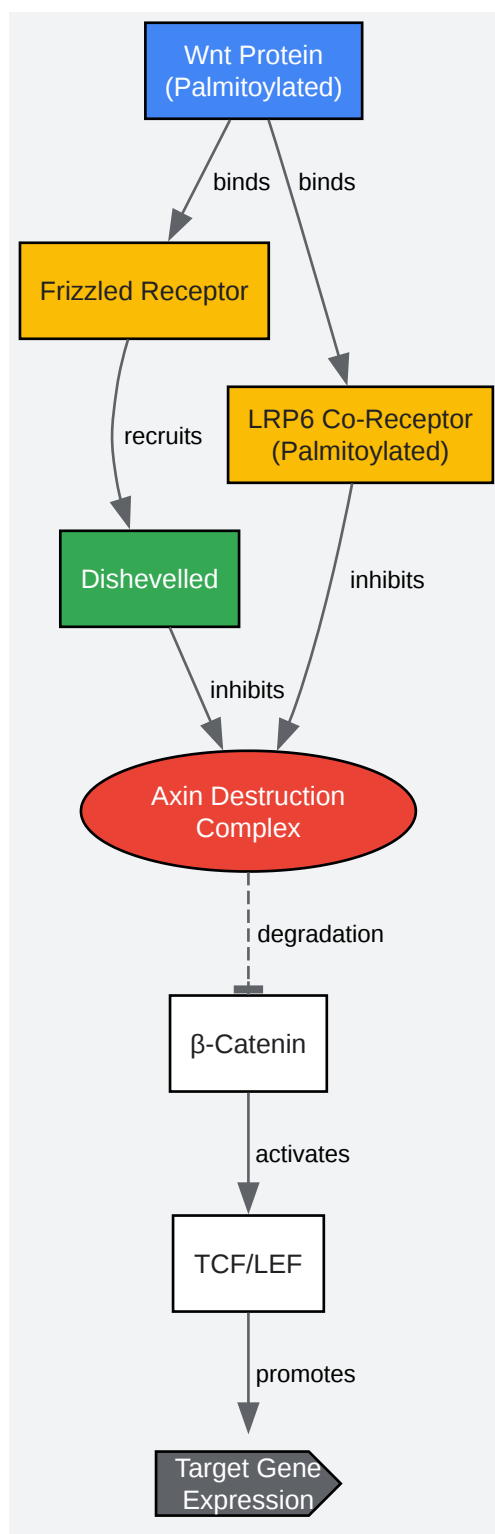 Wnt Protein
(Palmitoylated)
binds
binds
Frizzled Receptor
LRP6 Co-Receptor
(Palmitoylated)
recruits
Dishevelled
inhibits
inhibits
Axin Destruction
Complex
degradation
β-Catenin
activates
TCF/LEF
promotes
Target Gene
Expression